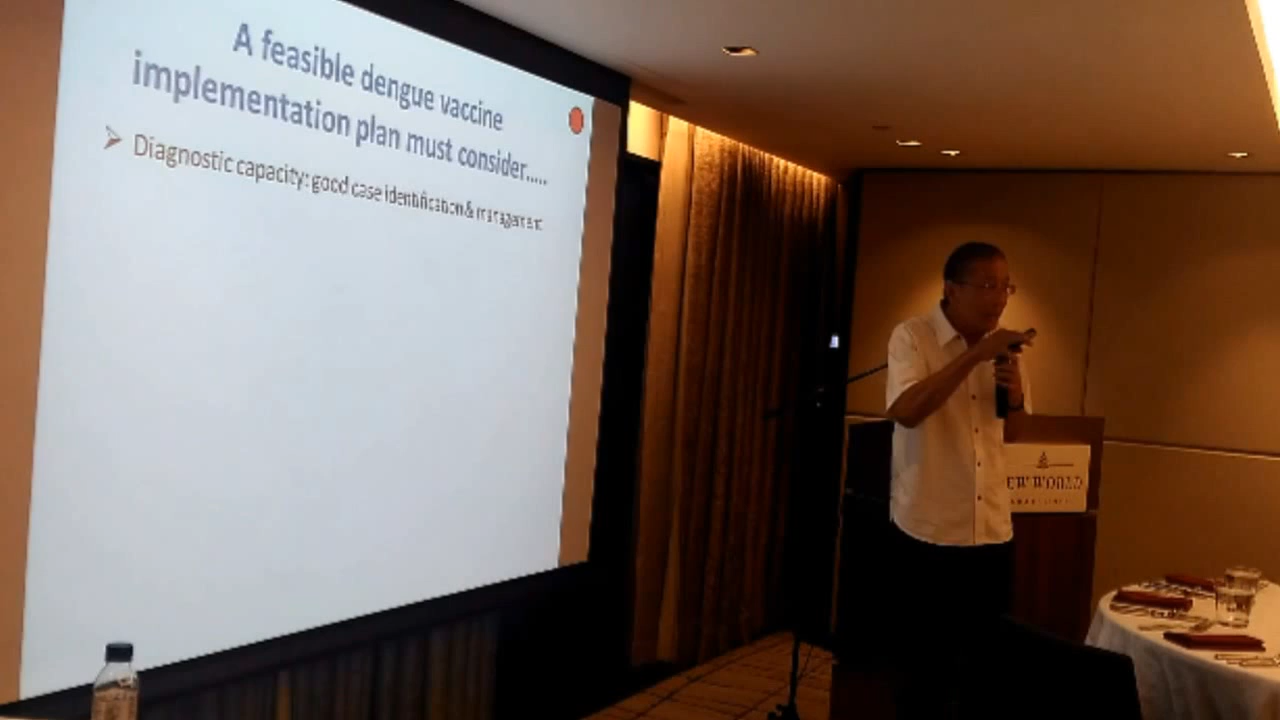 A feasible dengue vaccine
implementation plan must consider.....
Diagnostic capacity: good case identification & management
EW WORLD